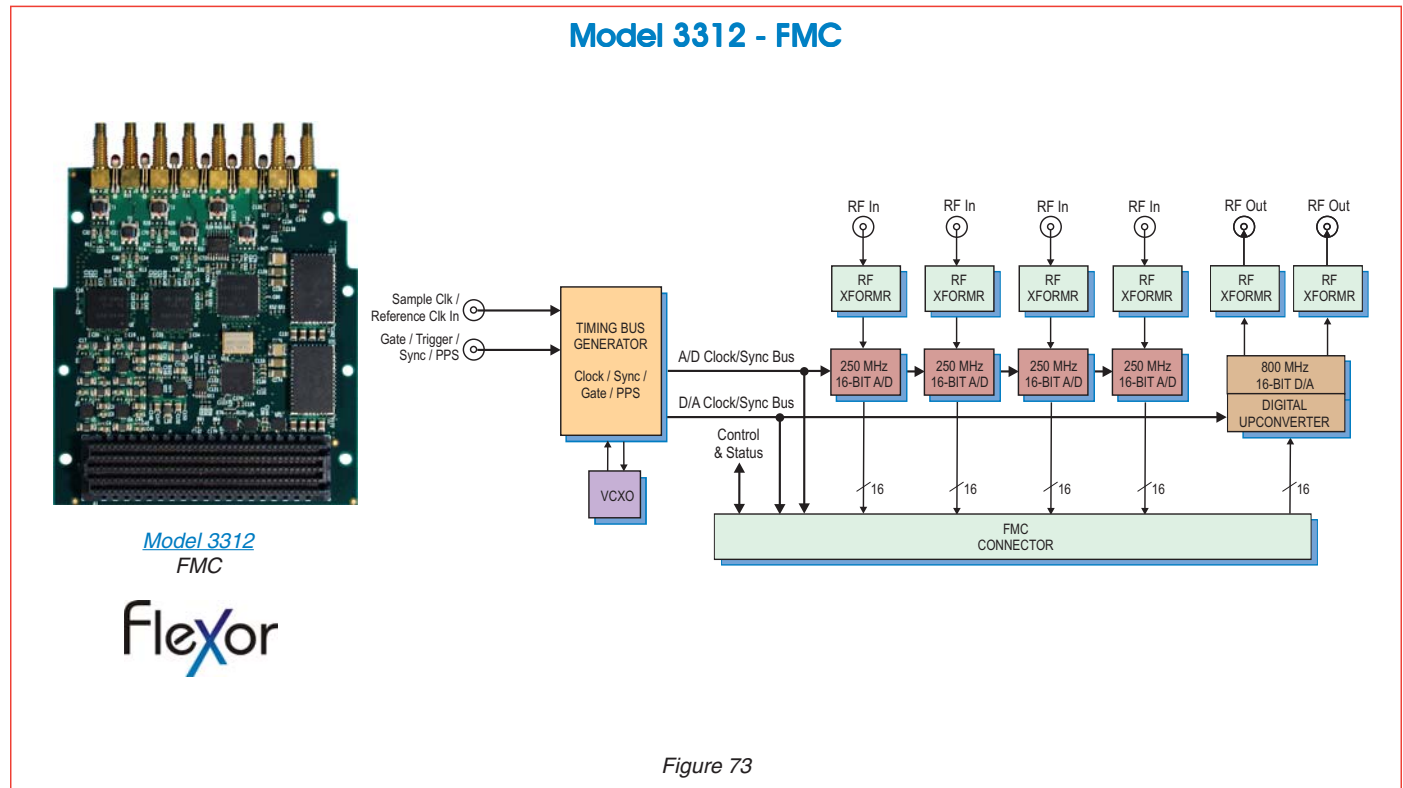 Model 3312 - FMC
Model 3312
FMC
Flexor
Sample Clk /
Reference Clk In
Gate / Trigger /
Sync / PPS
TIMING BUS
GENERATOR
Clock / Sync /
Gate / PPS
VCXO
A/D Clock/Sync Bus
D/A Clock/Sync Bus
Control
& Status
RF In
RF In
RF In
RF In
RF Out
RF Out
RF
XFORMR
RF
XFORMR
RF
XFORMR
RF
XFORMR
RF
XFORMR
RF
XFORMR
250 MHz
16-BIT A/D
250 MHz
16-BIT A/D
250 MHz
16-BIT A/D
250 MHz
16-BIT A/D
800 MHz
16-BIT D/A
DIGITAL
UPCONVERTER
16
16
16
16
16
FMC
CONNECTOR
Figure 73